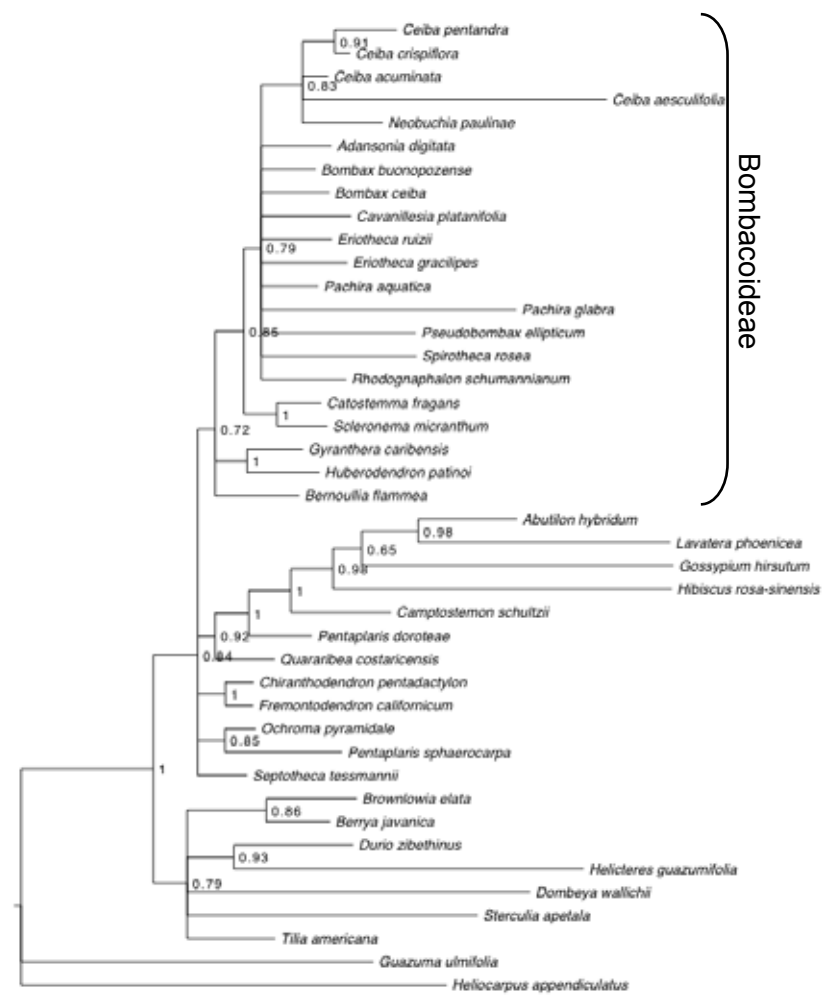 Ceiba pentandra
0.91
Ceiba crispiflora
Ceiba acuminata
0.83
Ceiba aesculifolia
Neobuchia paulinae
Adansonia digitata
Bombax buonopozense
Bombax ceiba
Cavanillesia platanifolia
Eriotheca ruizii
0.79
Eriotheca gracilipes
Pachira aquatica
Pachira glabra
0.85
Pseudobombax ellipticum
Spirotheca rosea
Rhodognaphalon schumannianum
Catostemma fragans
1
Scleronema micranthum
0.72
Gyranthera caribensis
1
Huberodendron patinoi
Bernoullia flammea
Bombacoideae
Abutilon hybridum
0.98
Lavatera phoenicea
0.65
Gossypium hirsutum
0.98
Hibiscus rosa-sinensis
1
Camptostemon schultzii
1
Pentaplaris doroteae
0.92
Quararibea costaricensis
0.84
Chiranthodendron pentadactylon
1
Fremontodendron californicum
Ochroma pyramidale
0.85
Pentaplaris sphaerocarpa
Septotheca tessmannii
1
Brownlowia elata
0.86
Berrya javanica
Durio zibethinus
0.93
Helicteres guazumifolia
0.79
Dombeya wallichii
Sterculia apetala
Tilia americana
Guazuma ulmifolia
Heliocarpus appendiculatus